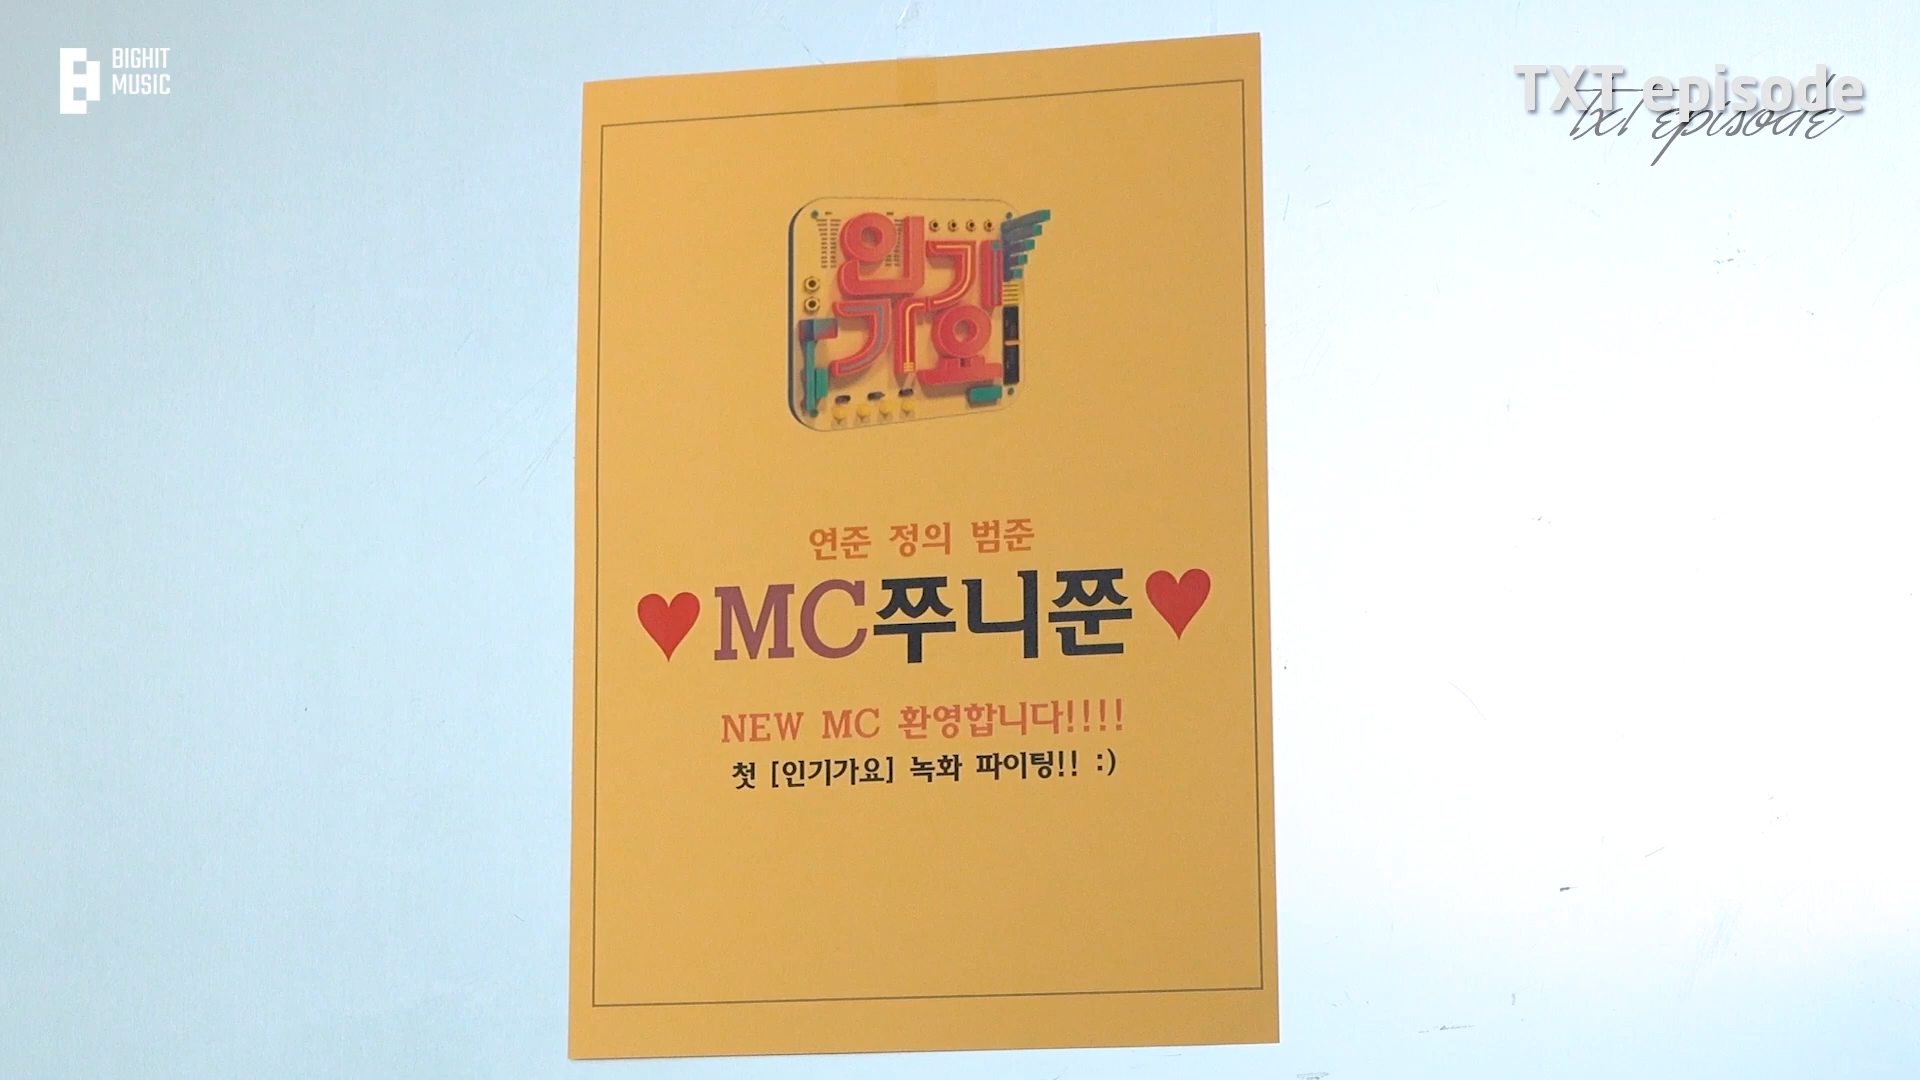 BIGHIT
MUSIC
TXT episode
TXT episode
인기
가요
연준 정의 범준
♥MC쭈니쭌♥
NEW MC 환영합니다!!!!
첫 [인기가요] 녹화 파이팅!! :)